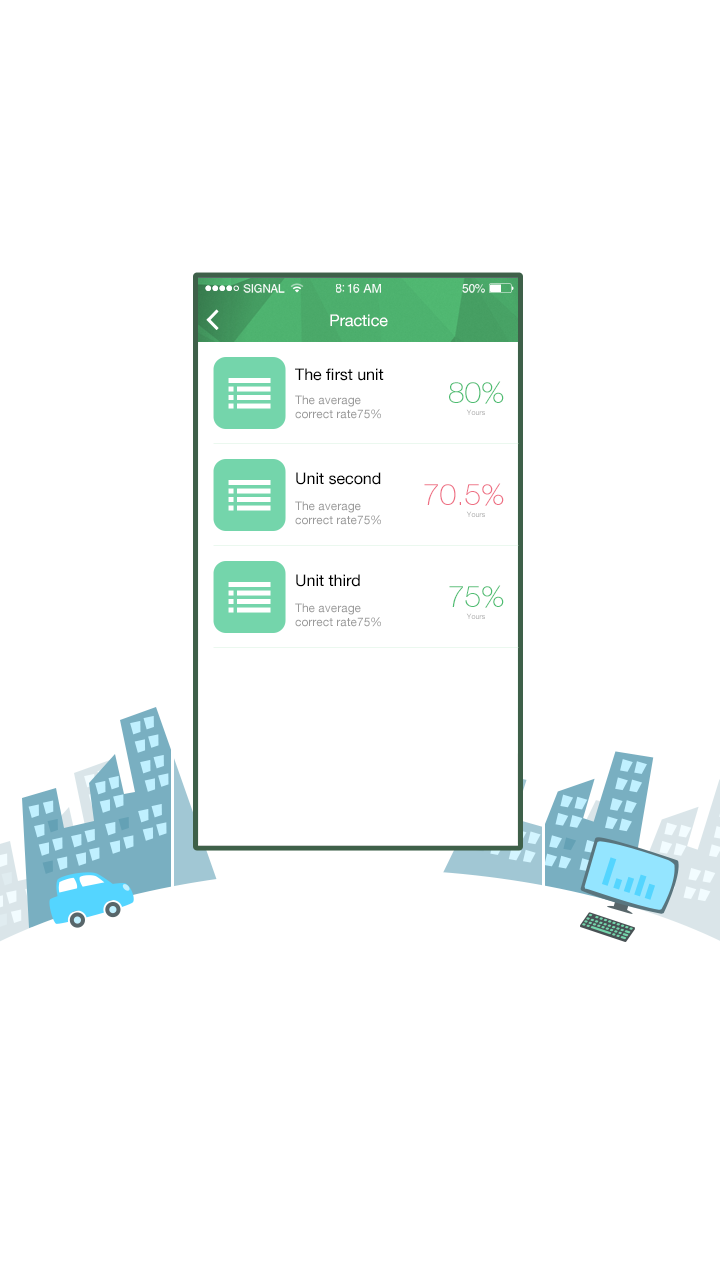 SIGNAL 8:16 AM 50%
Practice
The first unit
The average
correct rate75%
80%
Yours
Unit second
The average
correct rate75%
70.5%
Yours
Unit third
The average
correct rate75%
75%
Yours